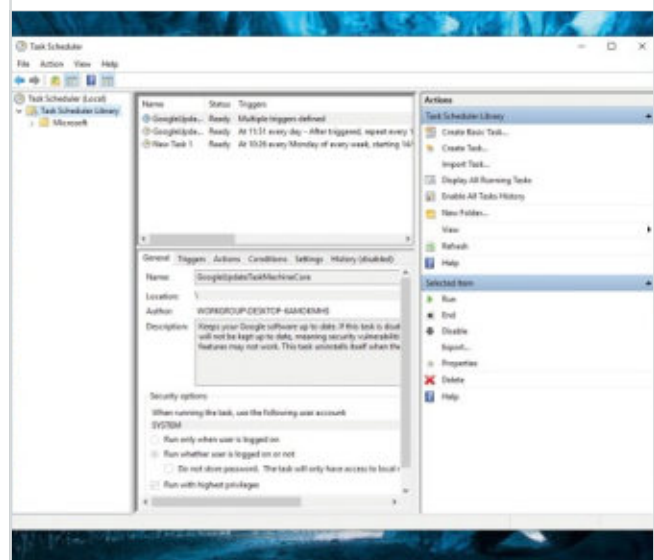 Task Scheduler
File Action View Help
Task Scheduler (Local)
Task Scheduler Library
Microsoft
Name Status Triggers
GoogleUpda... Ready Multiple triggers defined
GoogleUpda... Ready At 11:31 every day - After triggered, repeat every 1
New Task 1 Ready At 10:26 every Monday of every week, starting 14/
General Triggers Actions Conditions Settings History (disabled)
Name: GoogleUpdateTaskMachineCore
Location: \
Author: WORKGROUP\DESKTOP-
Description: Keeps your Google software up to date. If this task is disab
will not be kept up to date, meaning security vulnerabiliti
features may not work. This task uninstalls itself when the
Security options
When running the task, use the following user account:
SYSTEM
Run only when user is logged on
Run whether user is logged on or not
Do not store password. The task will only have access to local
Run with highest privileges
Actions
Task Scheduler Library
Create Basic Task...
Create Task...
Import Task...
Display All Running Tasks
Enable All Tasks History
New Folder...
View
Refresh
Help
Selected Item
Run
End
Disable
Export...
Properties
Delete
Help